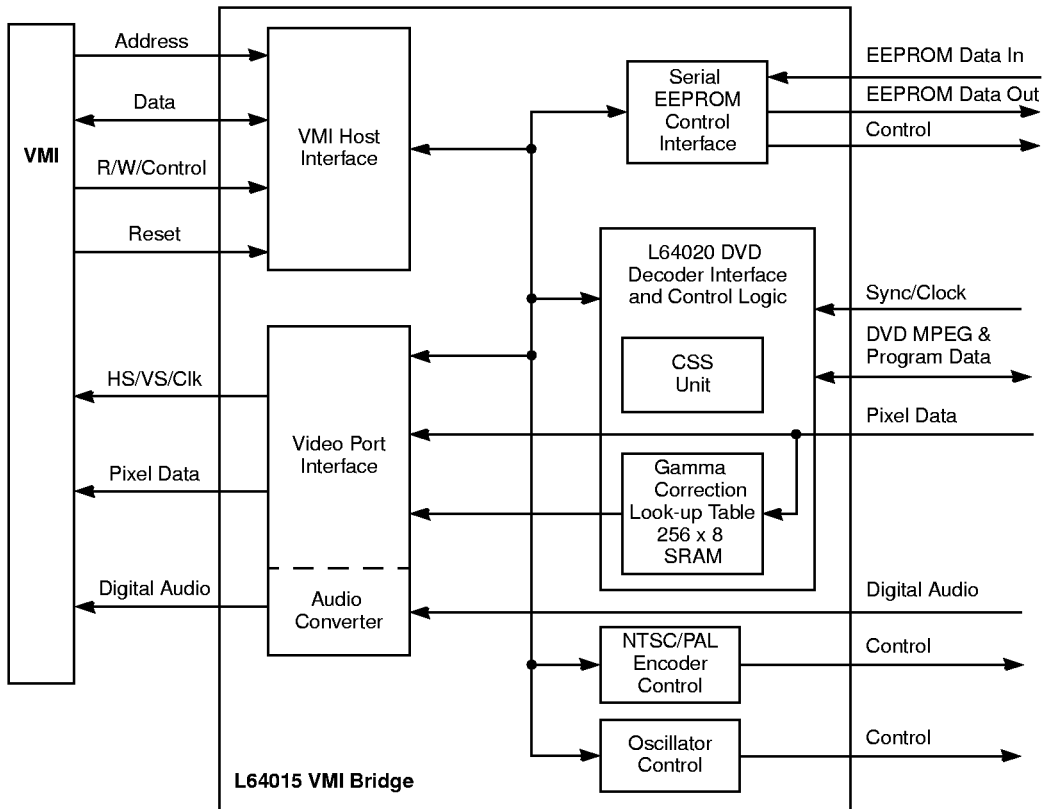 VMI
Address
Data
R/W/Control
Reset
HS/VS/Clk
Pixel Data
Digital Audio
VMI Host
Interface
Video Port
Interface
Audio
Converter
Serial
EEPROM
Control
Interface
EEPROM Data In
EEPROM Data Out
Control
L64020 DVD
Decoder Interface
and Control Logic
CSS
Unit
Gamma
Correction
Look-up Table
256 x 8
SRAM
Sync/Clock
DVD MPEG &
Program Data
Pixel Data
Digital Audio
NTSC/PAL
Encoder
Control
Control
Oscillator
Control
Control
L64015 VMI Bridge